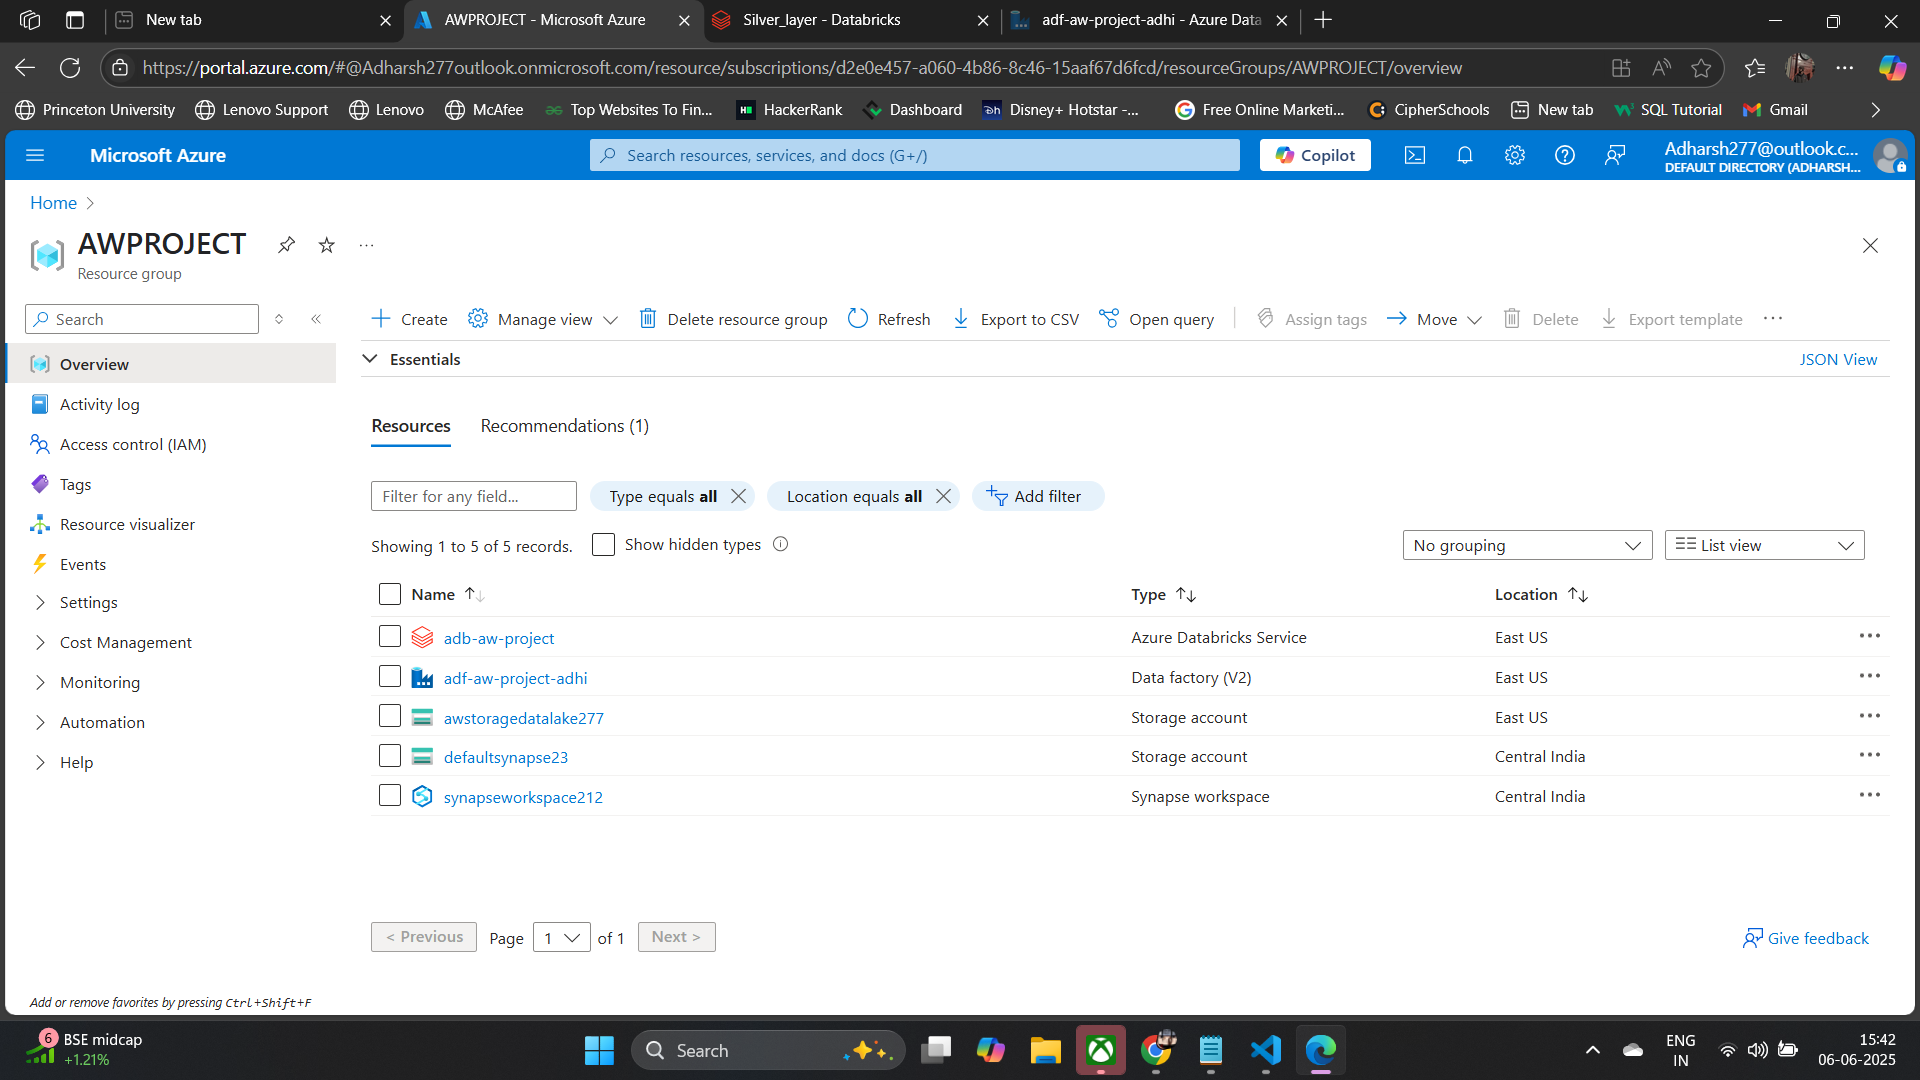 New tab
AWPROJECT - Microsoft Azure
Silver_layer - Databricks
adf-aw-project-adhi - Azure Data
https://portal.azure.com/#@Adharsh277outlook.onmicrosoft.com/resource/subscriptions/d2e0e457-a060-4b86-8c46-15aaf67d6fcd/resourceGroups/AWPROJECT/overview
Princeton University
Lenovo Support
Lenovo
McAfee
Top Websites To Fin...
HackerRank
Dashboard
Disney+ Hotstar -...
Free Online Marketi...
CipherSchools
New tab
SQL Tutorial
Gmail
Microsoft Azure
Search resources, services, and docs (G+/)
Copilot
Adharsh277@outlook.c...
DEFAULT DIRECTORY (ADHARSH...
Home
AWPROJECT
Resource group
Search
Create
Manage view
Delete resource group
Refresh
Export to CSV
Open query
Assign tags
Move
Delete
Export template
Overview
Activity log
Access control (IAM)
Tags
Resource visualizer
Events
Settings
Cost Management
Monitoring
Automation
Help
Essentials
JSON View
Resources
Recommendations (1)
Filter for any field...
Type equals all
Location equals all
Add filter
Showing 1 to 5 of 5 records.
Show hidden types
No grouping
List view
Name Type Location
adb-aw-project Azure Databricks Service East US
adf-aw-project-adhi Data factory (V2) East US
awstoragedatalake277 Storage account East US
defaultsynapse23 Storage account Central India
synapseworkspace212 Synapse workspace Central India
< Previous
Page 1 of 1
Next >
Give feedback
Add or remove favorites by pressing Ctrl+Shift+F
6
BSE midcap
+1.21%
Search
ENG
IN
15:42
06-06-2025